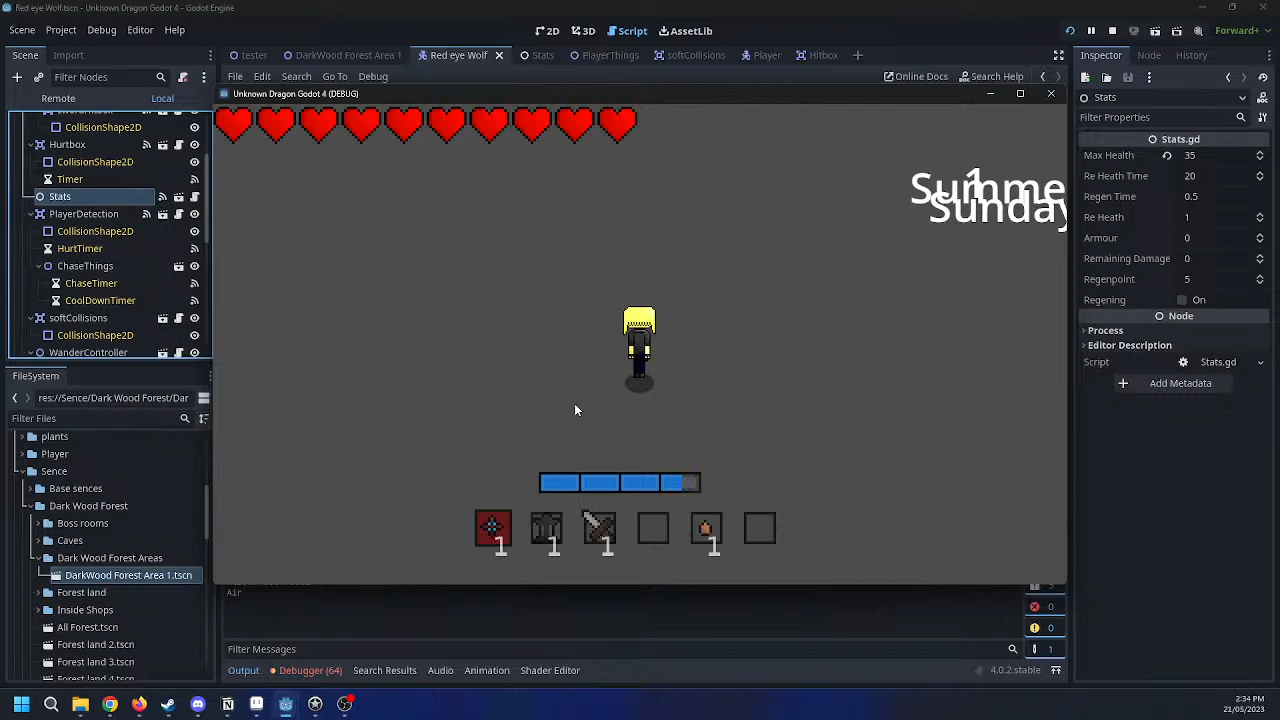 Red eye Wolf.tscn - Unknown Dragon Godot 4 - Godot Engine
Scene Project Debug Editor Help
2D 3D Script AssetLib
Forward+
Scene Import
tester DarkWood Forest Area 1 Red eye Wolf Stats PlayerThings softCollisions Player Hitbox
Inspector Node History
Filter Nodes
File Edit Search Go To Debug
Online Docs Search Help
Remote Local
Unknown Dragon Godot 4 (DEBUG)
Stats
Filter Properties
CollisionShape2D
Hurtbox
CollisionShape2D
Timer
Stats
PlayerDetection
CollisionShape2D
HurtTimer
ChaseThings
ChaseTimer
CoolDownTimer
softCollisions
CollisionShape2D
WanderController
1
Summe
Sunday
1 1 1 1
Stats.gd
Max Health 35
Re Heath Time 20
Regen Time 0.5
Re Heath 1
Armour 0
Remaining Damage 0
Regenpoint 5
Regening On
Node
Process
Editor Description
Script Stats.gd
Add Metadata
FileSystem
res://Sence/Dark Wood Forest/Dar
Filter Files
plants
Player
Sence
Base sences
Dark Wood Forest
Boss rooms
Caves
Dark Wood Forest Areas
DarkWood Forest Area 1.tscn
Forest land
Inside Shops
All Forest.tscn
Forest land 2.tscn
Forest land 3.tscn
Air
0
0
Filter Messages
1
Output Debugger (64) Search Results Audio Animation Shader Editor
4.0.2.stable
2:34 PM
21/05/2023